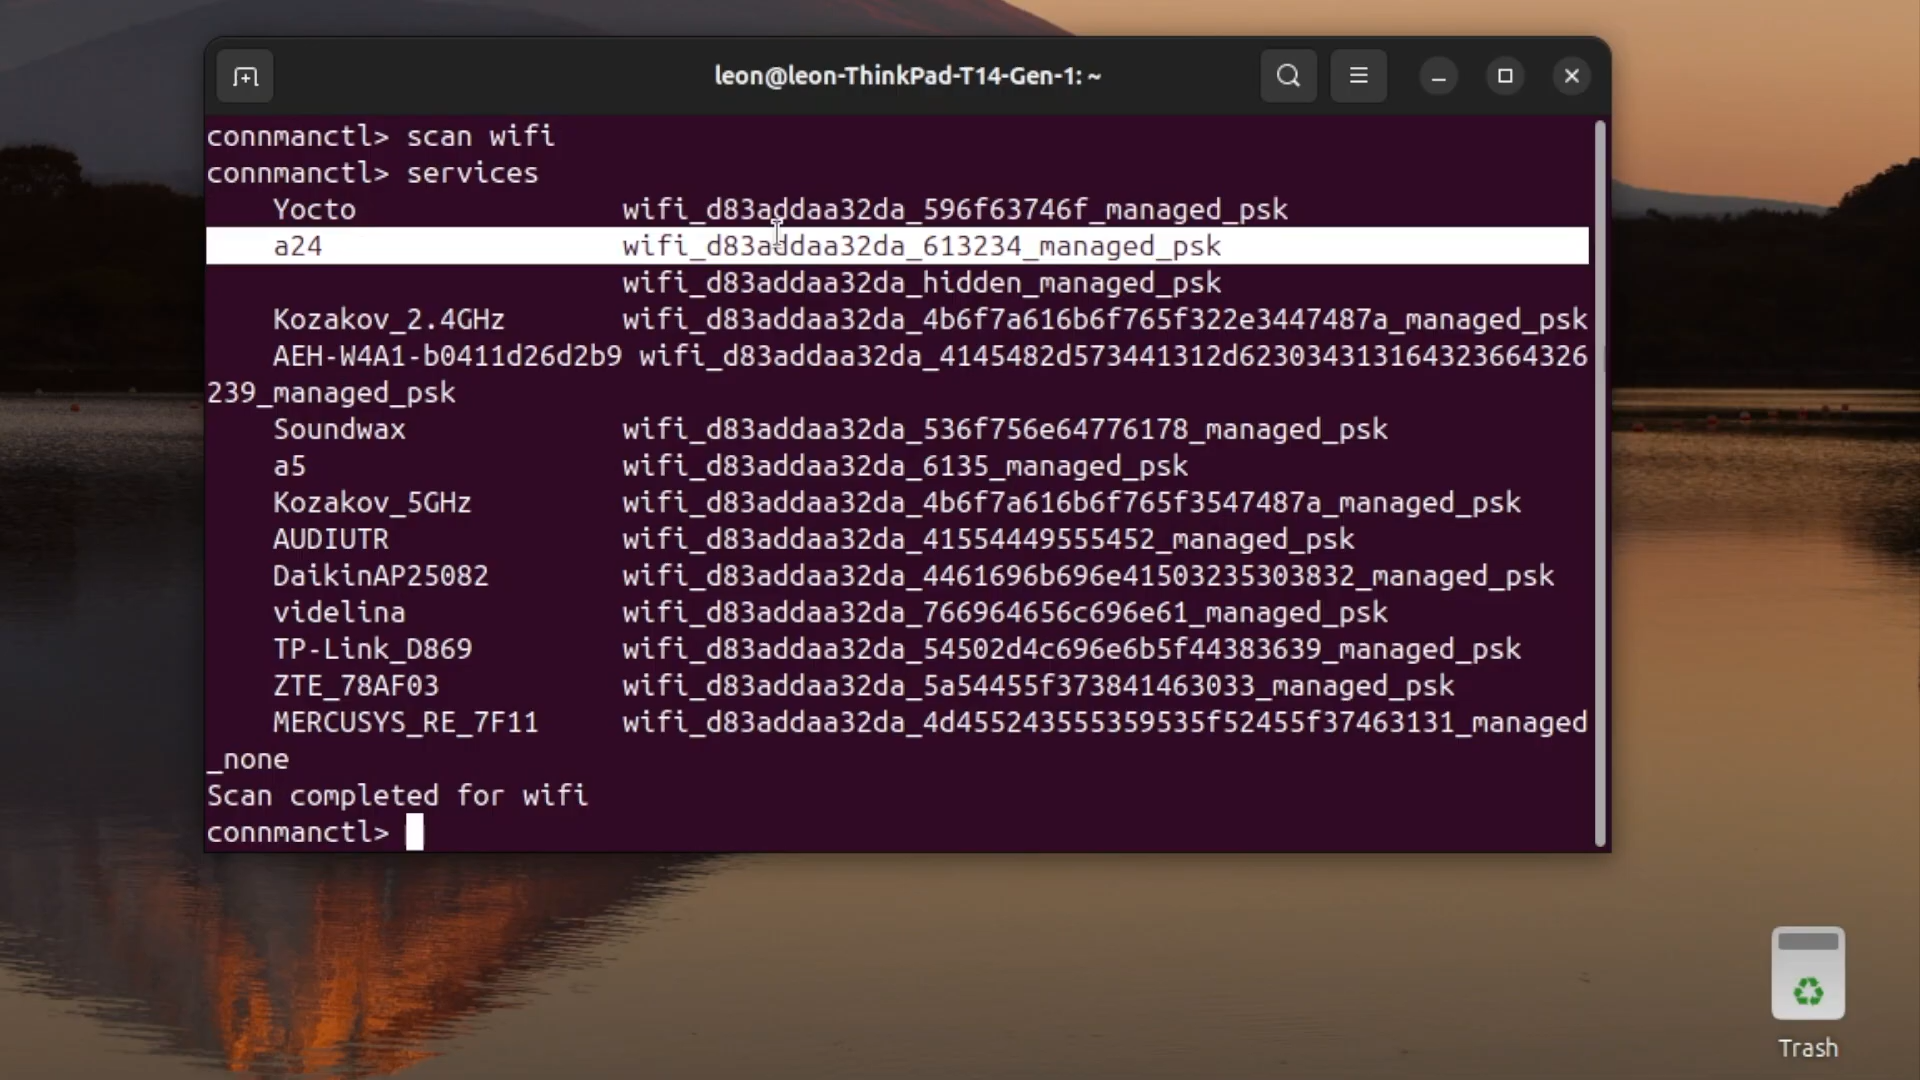 leon@leon-ThinkPad-T14-Gen-1: ~
connmanctl> scan wifi
connmanctl> services
Yocto wifi_d83addaa32da_596f63746f_managed_psk
a24 wifi_d83addaa32da_613234_managed_psk
wifi_d83addaa32da_hidden_managed_psk
Kozakov_2.4GHz wifi_d83addaa32da_4b6f7a616b6f765f322e3447487a_managed_psk
AEH-W4A1-b0411d26d2b9 wifi_d83addaa32da_4145482d573441312d623034313164323664326
239_managed_psk
Soundwax wifi_d83addaa32da_536f756e64776178_managed_psk
a5 wifi_d83addaa32da_6135_managed_psk
Kozakov_5GHz wifi_d83addaa32da_4b6f7a616b6f765f3547487a_managed_psk
AUDIUTR wifi_d83addaa32da_41554449555452_managed_psk
DaikinAP25082 wifi_d83addaa32da_4461696b696e41503235303832_managed_psk
videlina wifi_d83addaa32da_766964656c696e61_managed_psk
TP-Link_D869 wifi_d83addaa32da_54502d4c696e6b5f44383639_managed_psk
ZTE_78AF03 wifi_d83addaa32da_5a54455f373841463033_managed_psk
MERCUSYS_RE_7F11 wifi_d83addaa32da_4d455243555359535f52455f37463131_managed
_none
Scan completed for wifi
connmanctl>
Trash